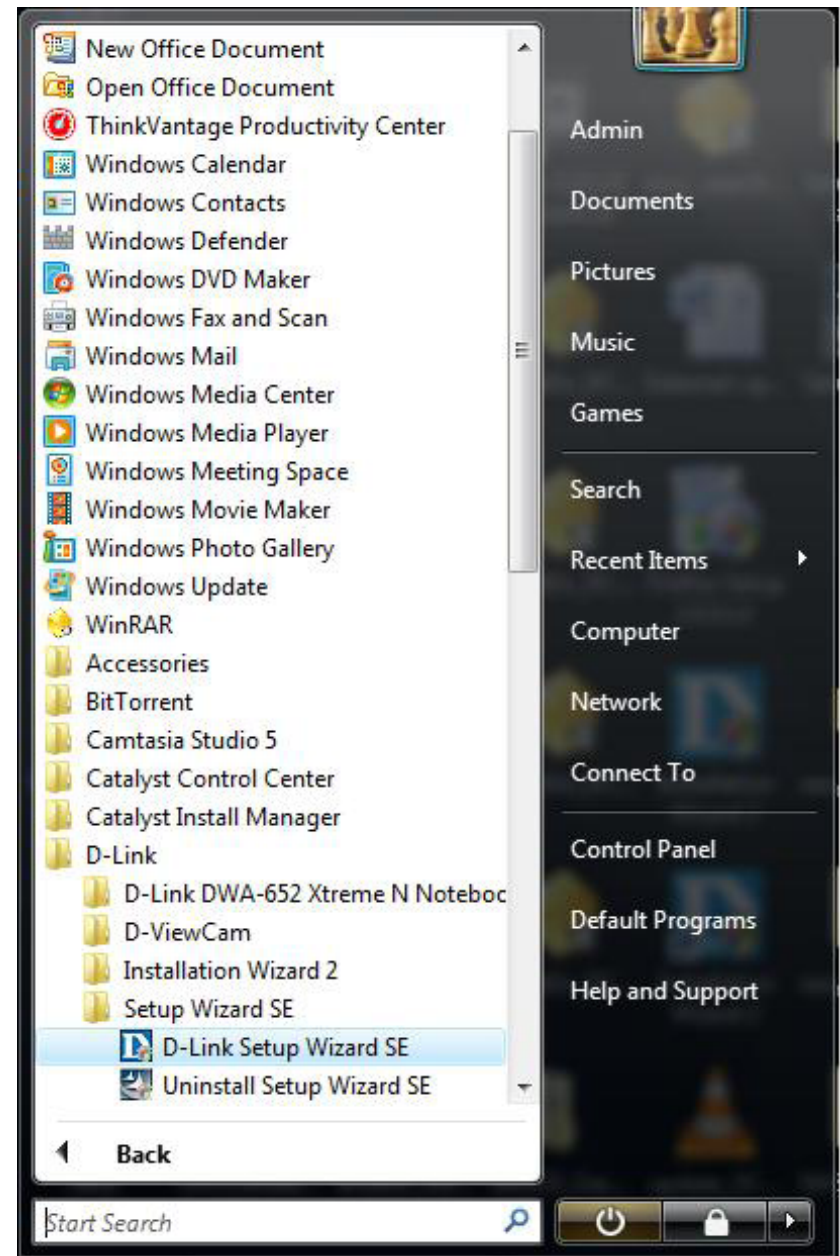 New Office Document
Open Office Document
ThinkVantage Productivity Center
Windows Calendar
Windows Contacts
Windows Defender
Windows DVD Maker
Windows Fax and Scan
Windows Mail
Windows Media Center
Windows Media Player
Windows Meeting Space
Windows Movie Maker
Windows Photo Gallery
Windows Update
WinRAR
Accessories
BitTorrent
Camtasia Studio 5
Catalyst Control Center
Catalyst Install Manager
D-Link
D-Link DWA-652 Xtreme N Noteboo
D-ViewCam
Installation Wizard 2
Setup Wizard SE
D-Link Setup Wizard SE
Uninstall Setup Wizard SE
Back
Start Search
Admin
Documents
Pictures
Music
Games
Search
Recent Items
Computer
Network
Connect To
Control Panel
Default Programs
Help and Support